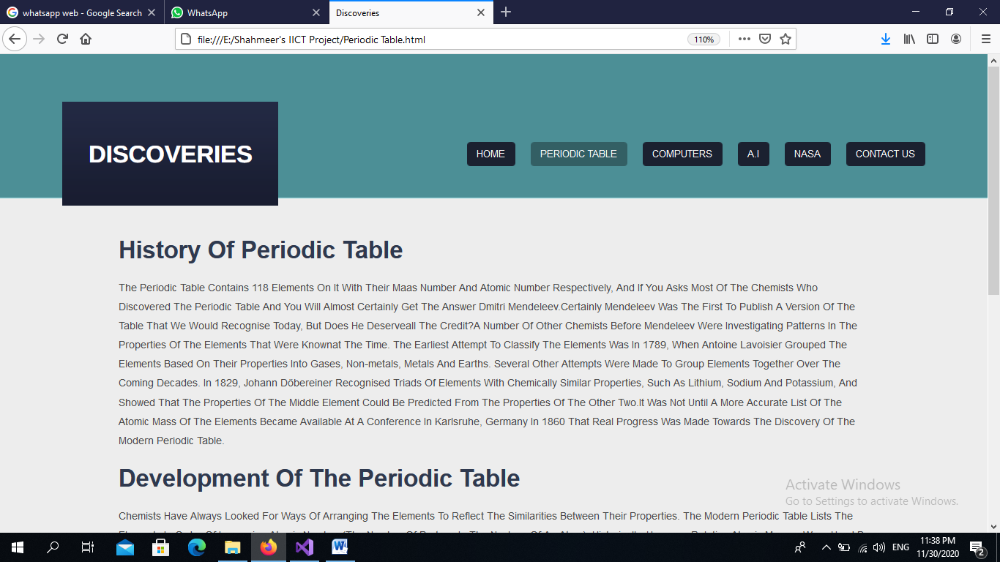 whatsapp web - Google Search
WhatsApp
Discoveries
file:///E:/Shahmeer's IICT Project/Periodic Table.html
110%
DISCOVERIES
HOME
PERIODIC TABLE
COMPUTERS
A.I
NASA
CONTACT US
History Of Periodic Table
The Periodic Table Contains 118 Elements On It With Their Maas Number And Atomic Number Respectively, And If You Asks Most Of The Chemists Who
Discovered The Periodic Table And You Will Almost Certainly Get The Answer Dmitri Mendeleev.Certainly Mendeleev Was The First To Publish A Version Of The
Table That We Would Recognise Today, But Does He Deserveall The Credit?A Number Of Other Chemists Before Mendeleev Were Investigating Patterns In The
Properties Of The Elements That Were Knownat The Time. The Earliest Attempt To Classify The Elements Was In 1789, When Antoine Lavoisier Grouped The
Elements Based On Their Properties Into Gases, Non-metals, Metals And Earths. Several Other Attempts Were Made To Group Elements Together Over The
Coming Decades. In 1829, Johann Döbereiner Recognised Triads Of Elements With Chemically Similar Properties, Such As Lithium, Sodium And Potassium, And
Showed That The Properties Of The Middle Element Could Be Predicted From The Properties Of The Other Two.It Was Not Until A More Accurate List Of The
Atomic Mass Of The Elements Became Available At A Conference In Karlsruhe, Germany In 1860 That Real Progress Was Made Towards The Discovery Of The
Modern Periodic Table.
Development Of The Periodic Table
Activate Windows
Go to Settings to activate Windows.
Chemists Have Always Looked For Ways Of Arranging The Elements To Reflect The Similarities Between Their Properties. The Modern Periodic Table Lists The
ENG
11:38 PM
11/30/2020
2